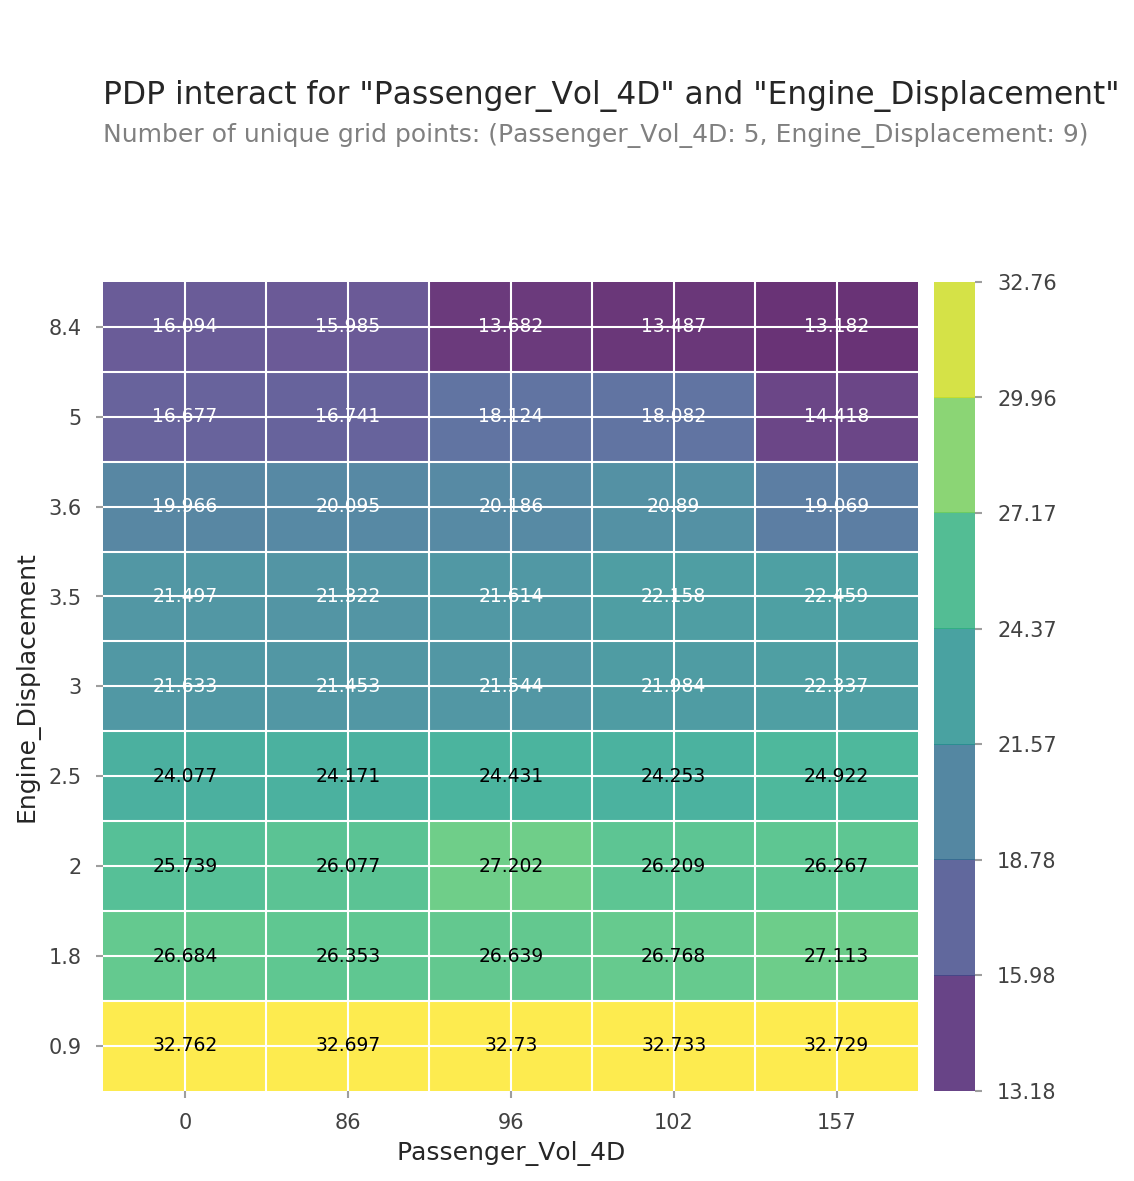 PDP interact for "Passenger_Vol_4D" and "Engine_Displacement"
Number of unique grid points: (Passenger_Vol_4D: 5, Engine_Displacement: 9)
32.76
8.4 16.094 15.985 13.682 13.487 13.182
29.96
5 16.677 16.741 18.124 18.082 14.418
3.6 19.966 20.095 20.186 20.89 19.069
27.17
3.5 21.497 21.322 21.614 22.158 22.459
24.37
3 21.633 21.453 21.544 21.984 22.337
21.57
Engine_Displacement
2.5 24.077 24.171 24.431 24.253 24.922
18.78
2 25.739 26.077 27.202 26.209 26.267
1.8 26.684 26.353 26.639 26.768 27.113
15.98
0.9 32.762 32.697 32.73 32.733 32.729
13.18
0 86 96 102 157
Passenger_Vol_4D